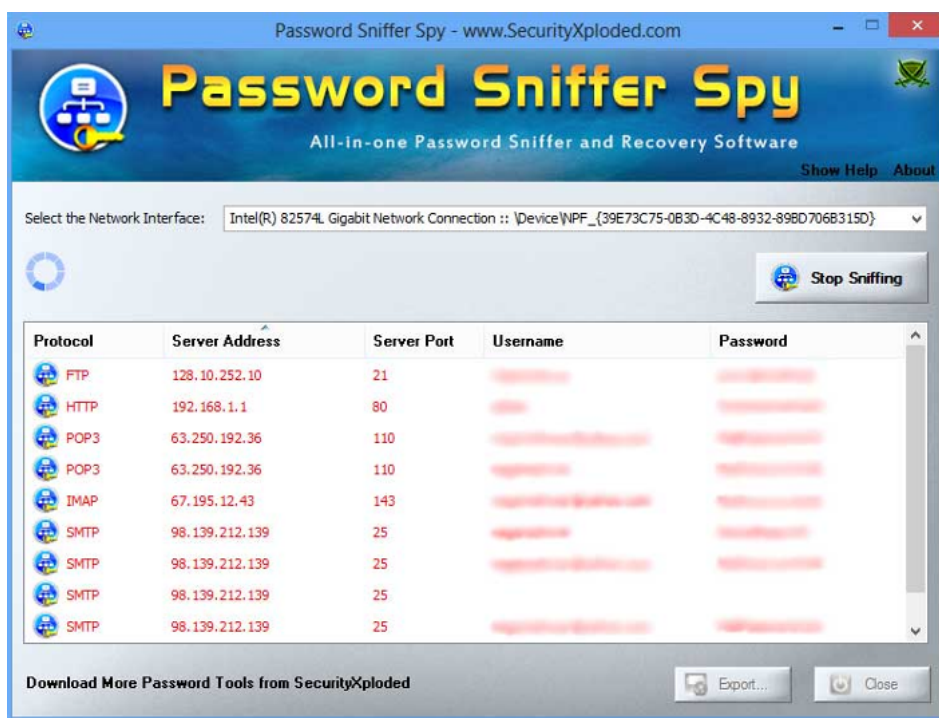 Password Sniffer Spy - www.SecurityXploded.com
Password Sniffer Spy
All-in-one Password Sniffer and Recovery Software
Show Help About
Select the Network Interface: Intel(R) 82574L Gigabit Network Connection :: \Device\NPF_{39E73C75-0B3D-4C48-8932-89BD706B315D}
Stop Sniffing
Protocol Server Address Server Port Username Password
FTP 128.10.252.10 21
HTTP 192.168.1.1 80
POP3 63.250.192.36 110
POP3 63.250.192.36 110
IMAP 67.195.12.43 143
SMTP 98.139.212.139 25
SMTP 98.139.212.139 25
SMTP 98.139.212.139 25
SMTP 98.139.212.139 25
Download More Password Tools from SecurityXploded Export... Close